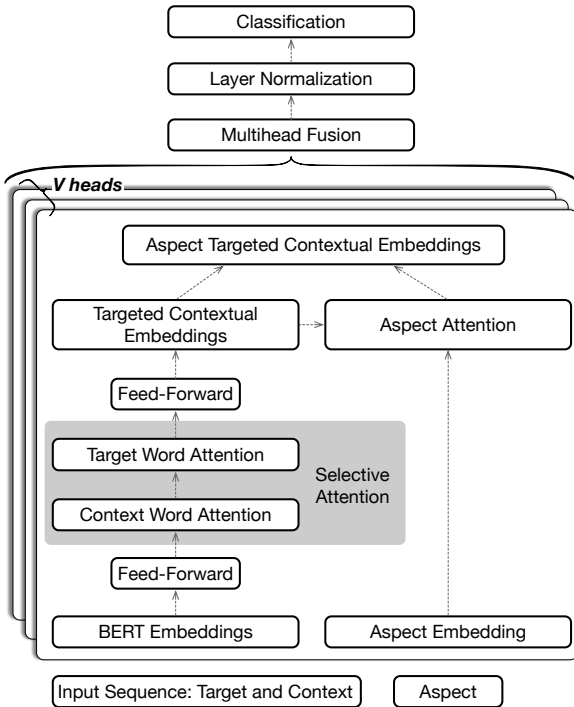 Classification
Layer Normalization
Multihead Fusion
V heads
Aspect Targeted Contextual Embeddings
Targeted Contextual
Embeddings
Aspect Attention
Feed-Forward
Target Word Attention
Selective
Attention
Context Word Attention
Feed-Forward
BERT Embeddings
Aspect Embedding
Input Sequence: Target and Context
Aspect